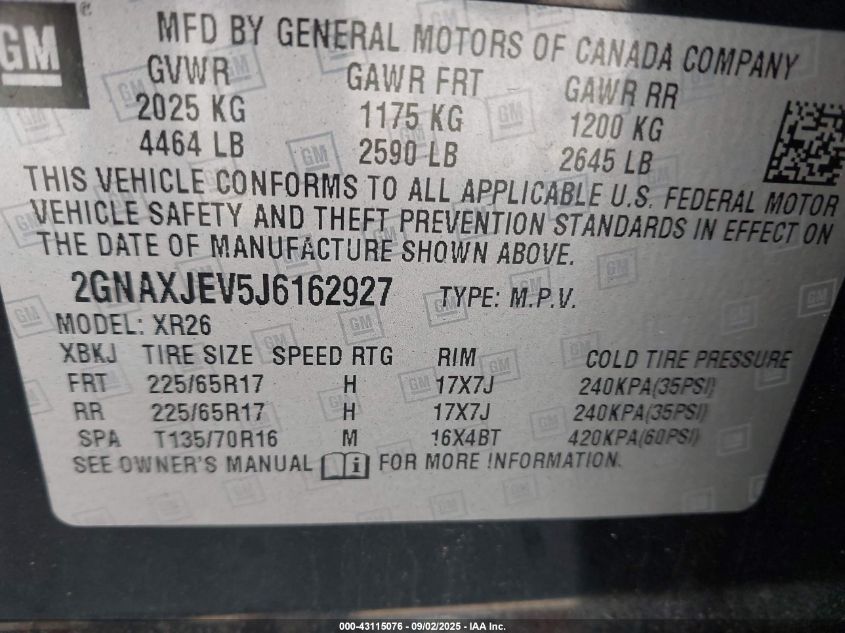 GM
MFD BY GENERAL MOTORS OF CANADA COMPANY
GVWR GAWR FRT GAWR RR
2025 KG 1175 KG 1200 KG
4464 LB 2590 LB 2645 LB
THIS VEHICLE CONFORMS TO ALL APPLICABLE U.S. FEDERAL MOTOR
VEHICLE SAFETY AND THEFT PREVENTION STANDARDS IN EFFECT ON
THE DATE OF MANUFACTURE SHOWN ABOVE.
2GNAXJEV5J6162927 TYPE: M.P.V.
MODEL: XR26
XBKJ TIRE SIZE SPEED RTG RIM COLD TIRE PRESSURE
FRT 225/65R17 H 17X7J 240KPA(35PSI)
RR 225/65R17 H 17X7J 240KPA(35PSI)
SPA T135/70R16 M 16X4BT 420KPA(60PSI)
SEE OWNER'S MANUAL i FOR MORE INFORMATION.
000-43115076 - 09/02/2025 - IAA Inc.